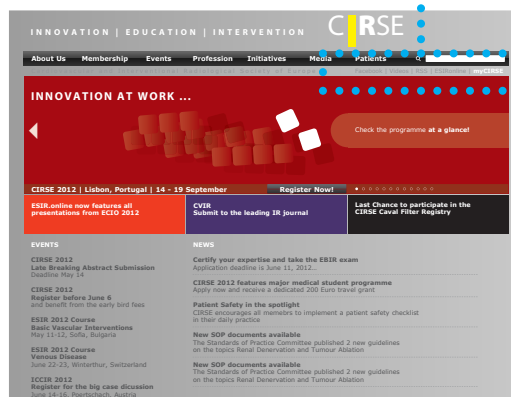 INNOVATION | EDUCATION | INTERVENTION
CIRSE
About Us Membership Events Profession Initiatives Media Patients
Cardiovascular and Interventional Radiological Society of Europe
Facebook | Videos | RSS | ESIRonline | myCIRSE
INNOVATION AT WORK ...
Check the programme at a glance!
CIRSE 2012 | Lisbon, Portugal | 14 - 19 September Register Now!
ESIR.online now features all
presentations from ECIO 2012
CVIR
Submit to the leading IR journal
Last Chance to participate in the
CIRSE Caval Filter Registry
EVENTS
CIRSE 2012
Late Breaking Abstract Submission
Deadline May 14
CIRSE 2012
Register before June 6
and benefit from the early bird fees
ESIR 2012 Course
Basic Vascular Interventions
May 11-12, Sofia, Bulgaria
ESIR 2012 Course
Venous Disease
June 22-23, Winterthur, Switzerland
ICCIR 2012
Register for the big case dicussion
June 14-16, Poertschach, Austria
NEWS
Certify your expertise and take the EBIR exam
Application deadline is June 11, 2012..
CIRSE 2012 features major medical student programme
Apply now and receive a dedicated 200 Euro travel grant
Patient Safety in the spotlight
CIRSE encourages all memebrs to implement a patient safety checklist
in their daily practice
New SOP documents available
The Standards of Practice Committee published 2 new guidelines
on the topics Renal Denervation and Tumour Ablation
New SOP documents available
The Standards of Practice Committee published 2 new guidelines
on the topics Renal Denervation and Tumour Ablation